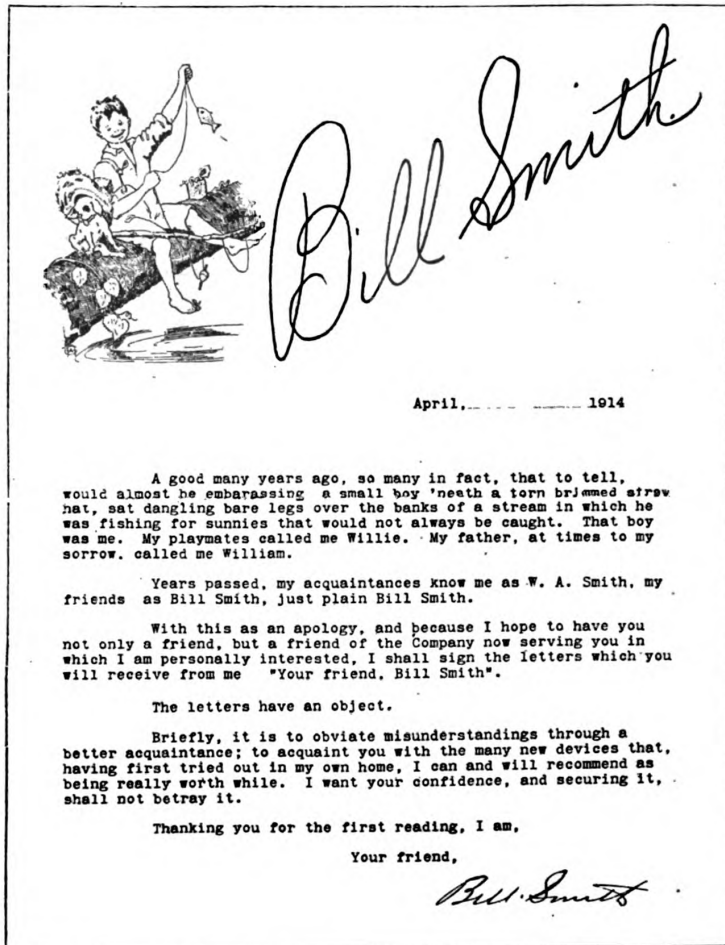 Bill Smith
April, 1914
A good many years ago, so many in fact, that to tell,
would almost be embarassing a small boy 'neath a torn brimmed straw
hat, sat dangling bare legs over the banks of a stream in which he
was fishing for sunnies that would not always be caught. That boy
was me. My playmates called me Willie. My father, at times to my
sorrow, called me William.
Years passed, my acquaintances know me as W. A. Smith, my
friends as Bill Smith, just plain Bill Smith.
With this as an apology, and because I hope to have you
not only a friend, but a friend of the Company now serving you in
which I am personally interested, I shall sign the letters which you
will receive from me "Your friend, Bill Smith".
The letters have an object.
Briefly, it is to obviate misunderstandings through a
better acquaintance; to acquaint you with the many new devices that,
having first tried out in my own home, I can and will recommend as
being really worth while. I want your confidence, and securing it,
shall not betray it.
Thanking you for the first reading, I am,
Your friend,
Bill Smith